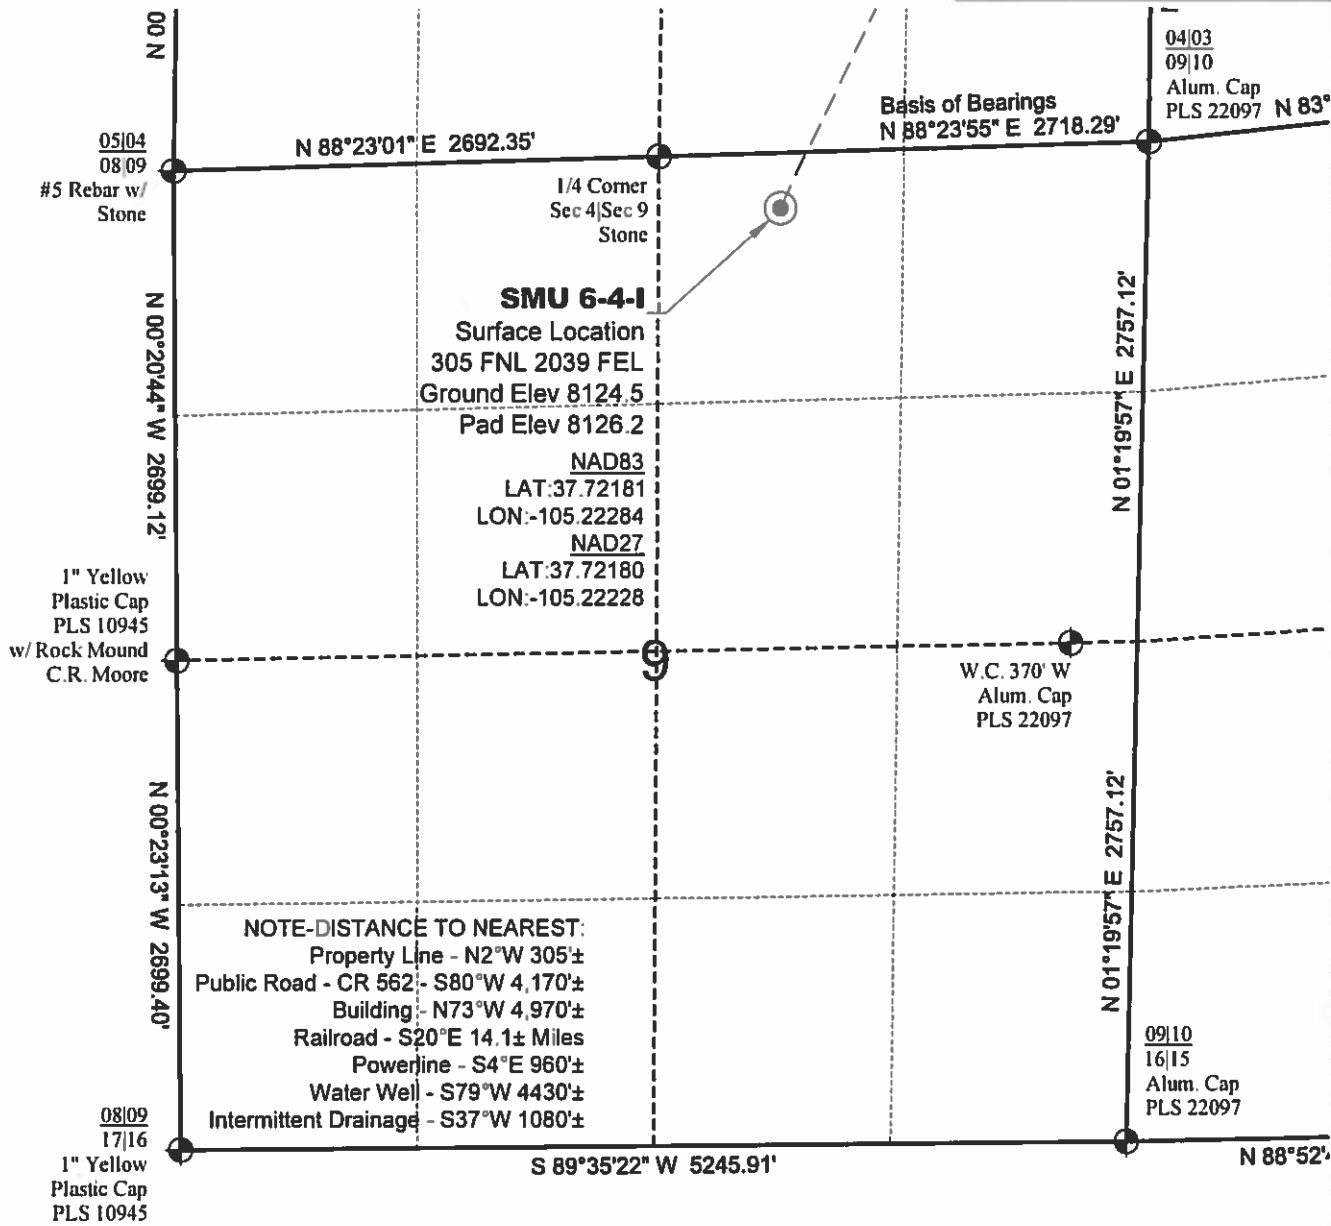 00 N
04|03
09|10
Alum. Cap
PLS 22097
N 83°
Basis of Bearings
N 88°23'55" E 2718.29'
N 88°23'01" E 2692.35'
05|04
08|09
#5 Rebar w/
Stone
1/4 Corner
Sec 4|Sec 9
Stone
SMU 6-4-I
Surface Location
305 FNL 2039 FEL
Ground Elev 8124.5
Pad Elev 8126.2
NAD83
LAT:37.72181
LON:-105.22284
NAD27
LAT:37.72180
LON:-105.22228
N 00°20'44" W 2699.12'
N 01°19'57" E 2757.12'
1" Yellow
Plastic Cap
PLS 10945
w/ Rock Mound
C.R. Moore
9
W.C. 370' W
Alum. Cap
PLS 22097
N 00°23'13" W 2699.40'
N 01°19'57" E 2757.12'
NOTE-DISTANCE TO NEAREST:
Property Line - N2°W 305'±
Public Road - CR 562 - S80°W 4,170'±
Building - N73°W 4,970'±
Railroad - S20°E 14.1± Miles
Powerline - S4°E 960'±
Water Well - S79°W 4430'±
Intermittent Drainage - S37°W 1080'±
09|10
16|15
Alum. Cap
PLS 22097
08|09
17|16
1" Yellow
Plastic Cap
PLS 10945
S 89°35'22" W 5245.91'
N 88°52'